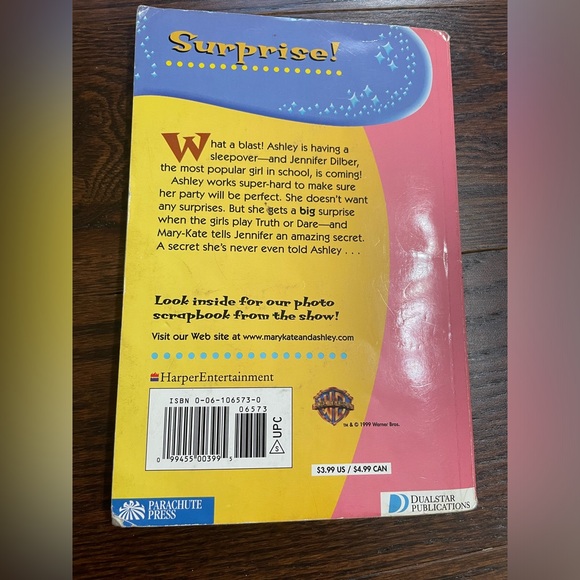 Surprise!
What a blast! Ashley is having a
sleepover—and Jennifer Dilber,
the most popular girl in school, is coming!
Ashley works super-hard to make sure
her party will be perfect. She doesn't want
any surprises. But she gets a big surprise
when the girls play Truth or Dare—and
Mary-Kate tells Jennifer an amazing secret.
A secret she's never even told Ashley . . .
Look inside for our photo
scrapbook from the show!
Visit our Web site at www.marykateandashley.com
HarperEntertainment
ISBN 0-06-106573-0
06573
UPC
S
0 99455 00399 5
™ & © 1999 Warner Bros.
$3.99 US / $4.99 CAN
PARACHUTE
PRESS
DUALSTAR
PUBLICATIONS